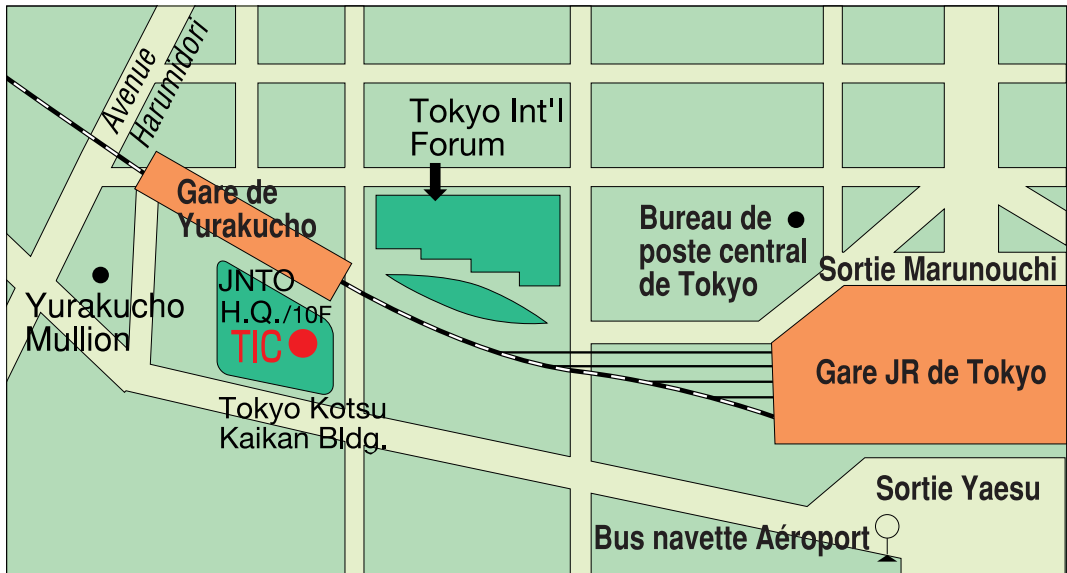 Avenue
Harumidori
Tokyo Int'l
Forum
Gare de
Yurakucho
Bureau de
poste central
de Tokyo
Sortie Marunouchi
JNTO
H.Q./10F
TIC
Yurakucho
Mullion
Gare JR de Tokyo
Tokyo Kotsu
Kaikan Bldg.
Sortie Yaesu
Bus navette Aéroport